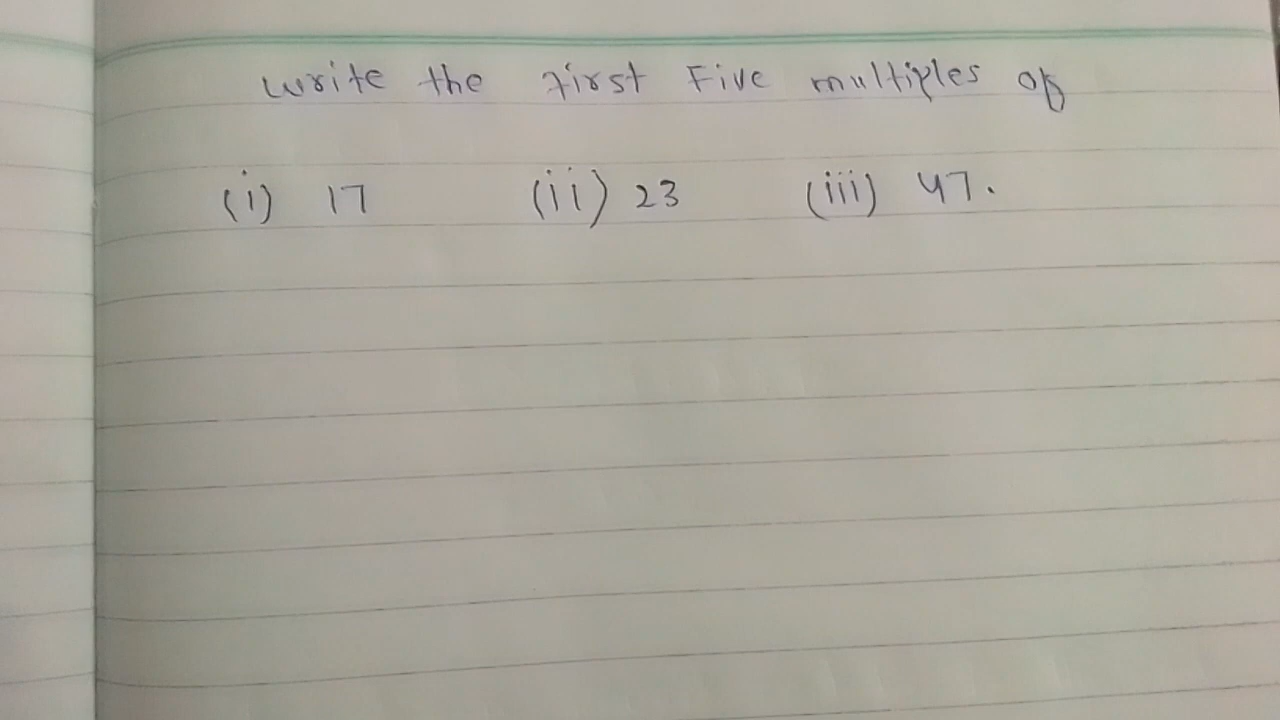 write the first Five multiples of
(i) 17 (ii) 23 (iii) 47.